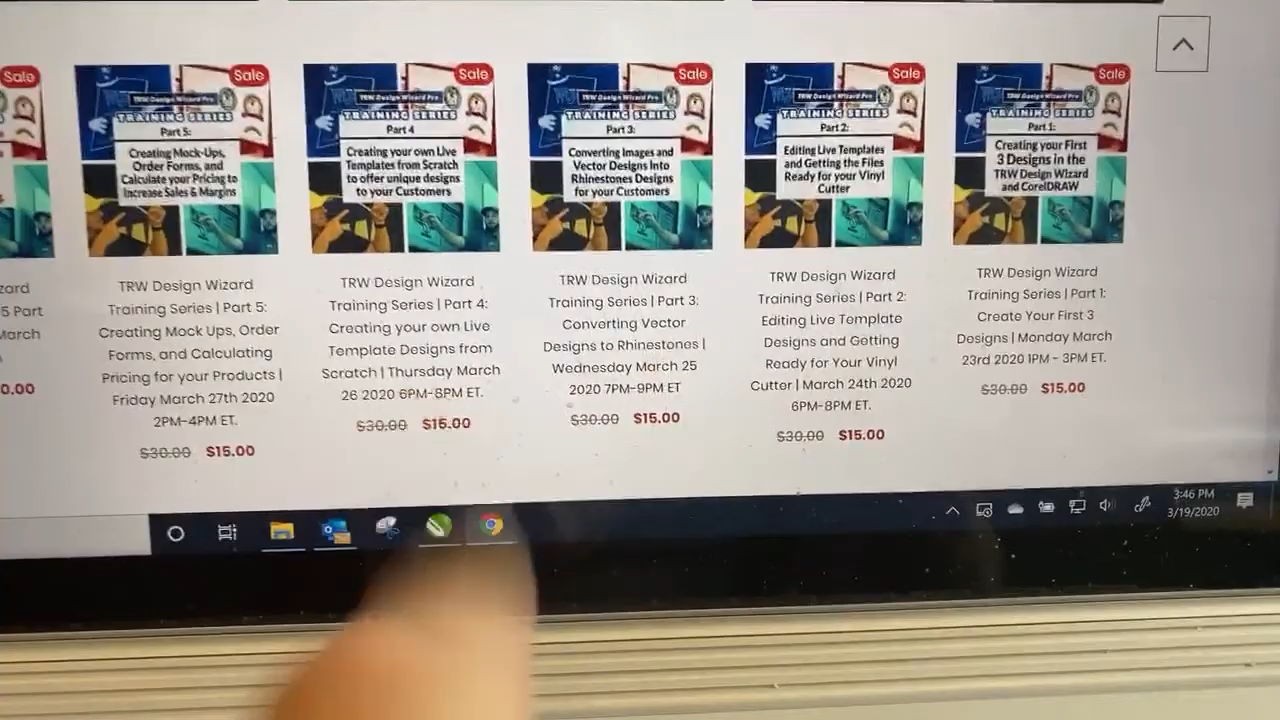 Sale
zard
5 Part
March
0.00
Sale
TRW Design Wizard Pro
TRAINING SERIES
Part 5:
Creating Mock-Ups,
Order Forms, and
Calculate your Pricing to
Increase Sales & Margins
TRW Design Wizard
Training Series | Part 5:
Creating Mock Ups, Order
Forms, and Calculating
Pricing for your Products |
Friday March 27th 2020
2PM-4PM ET.
$30.00 $15.00
Sale
TRW Design Wizard Pro
TRAINING SERIES
Part 4
Creating your own Live
Templates from Scratch
to offer unique designs
to your Customers
TRW Design Wizard
Training Series | Part 4:
Creating your own Live
Template Designs from
Scratch | Thursday March
26 2020 6PM-8PM ET.
$30.00 $15.00
Sale
TRW Design Wizard Pro
TRAINING SERIES
Part 3:
Converting Images and
Vector Designs Into
Rhinestones Designs
for your Customers
TRW Design Wizard
Training Series | Part 3:
Converting Vector
Designs to Rhinestones |
Wednesday March 25
2020 7PM-9PM ET
$30.00 $15.00
Sale
TRW Design Wizard Pro
TRAINING SERIES
Part 2:
Editing Live Templates
and Getting the Files
Ready for your Vinyl
Cutter
TRW Design Wizard
Training Series | Part 2:
Editing Live Template
Designs and Getting
Ready for Your Vinyl
Cutter | March 24th 2020
6PM-8PM ET.
$30.00 $15.00
Sale
TRW Design Wizard Pro
TRAINING SERIES
Part 1:
Creating your First
3 Designs in the
TRW Design Wizard
and CorelDRAW
TRW Design Wizard
Training Series | Part 1:
Create Your First 3
Designs | Monday March
23rd 2020 1PM - 3PM ET.
$30.00 $15.00
3:46 PM
3/19/2020